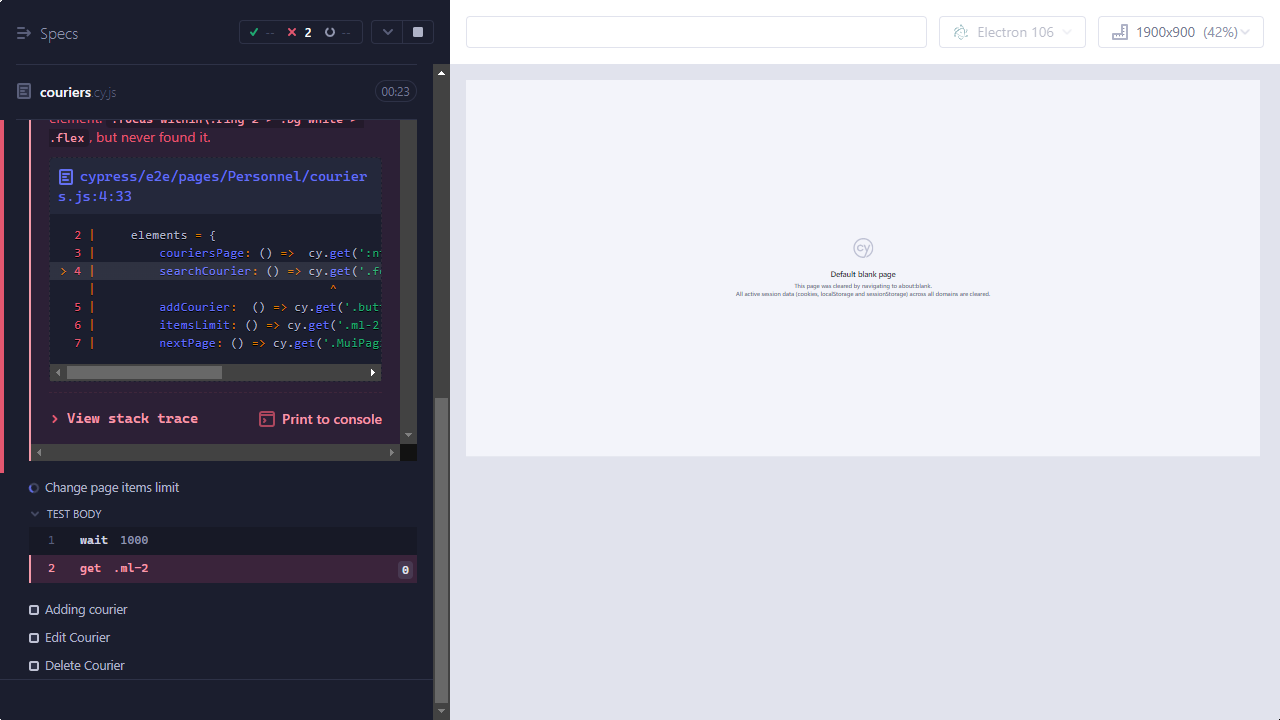 Specs
--
2
--
Electron 106
1900x900 (42%)
couriers.cy.js
00:23
element: .focus-within\:ring-2 > .bg-white >
.flex, but never found it.
cypress/e2e/pages/Personnel/courier
s.js:4:33
2 | elements = {
3 | couriersPage: () => cy.get(':n
> 4 | searchCourier: () => cy.get('.f
| ^
5 | addCourier: () => cy.get('.but
6 | itemsLimit: () => cy.get('.ml-2
7 | nextPage: () => cy.get('.MuiPag
View stack trace
Print to console
Change page items limit
TEST BODY
1 wait 1000
2 get .ml-2 0
Adding courier
Edit Courier
Delete Courier
cy
Default blank page
This page was cleared by navigating to about:blank.
All active session data (cookies, localStorage and sessionStorage) across all domains are cleared.